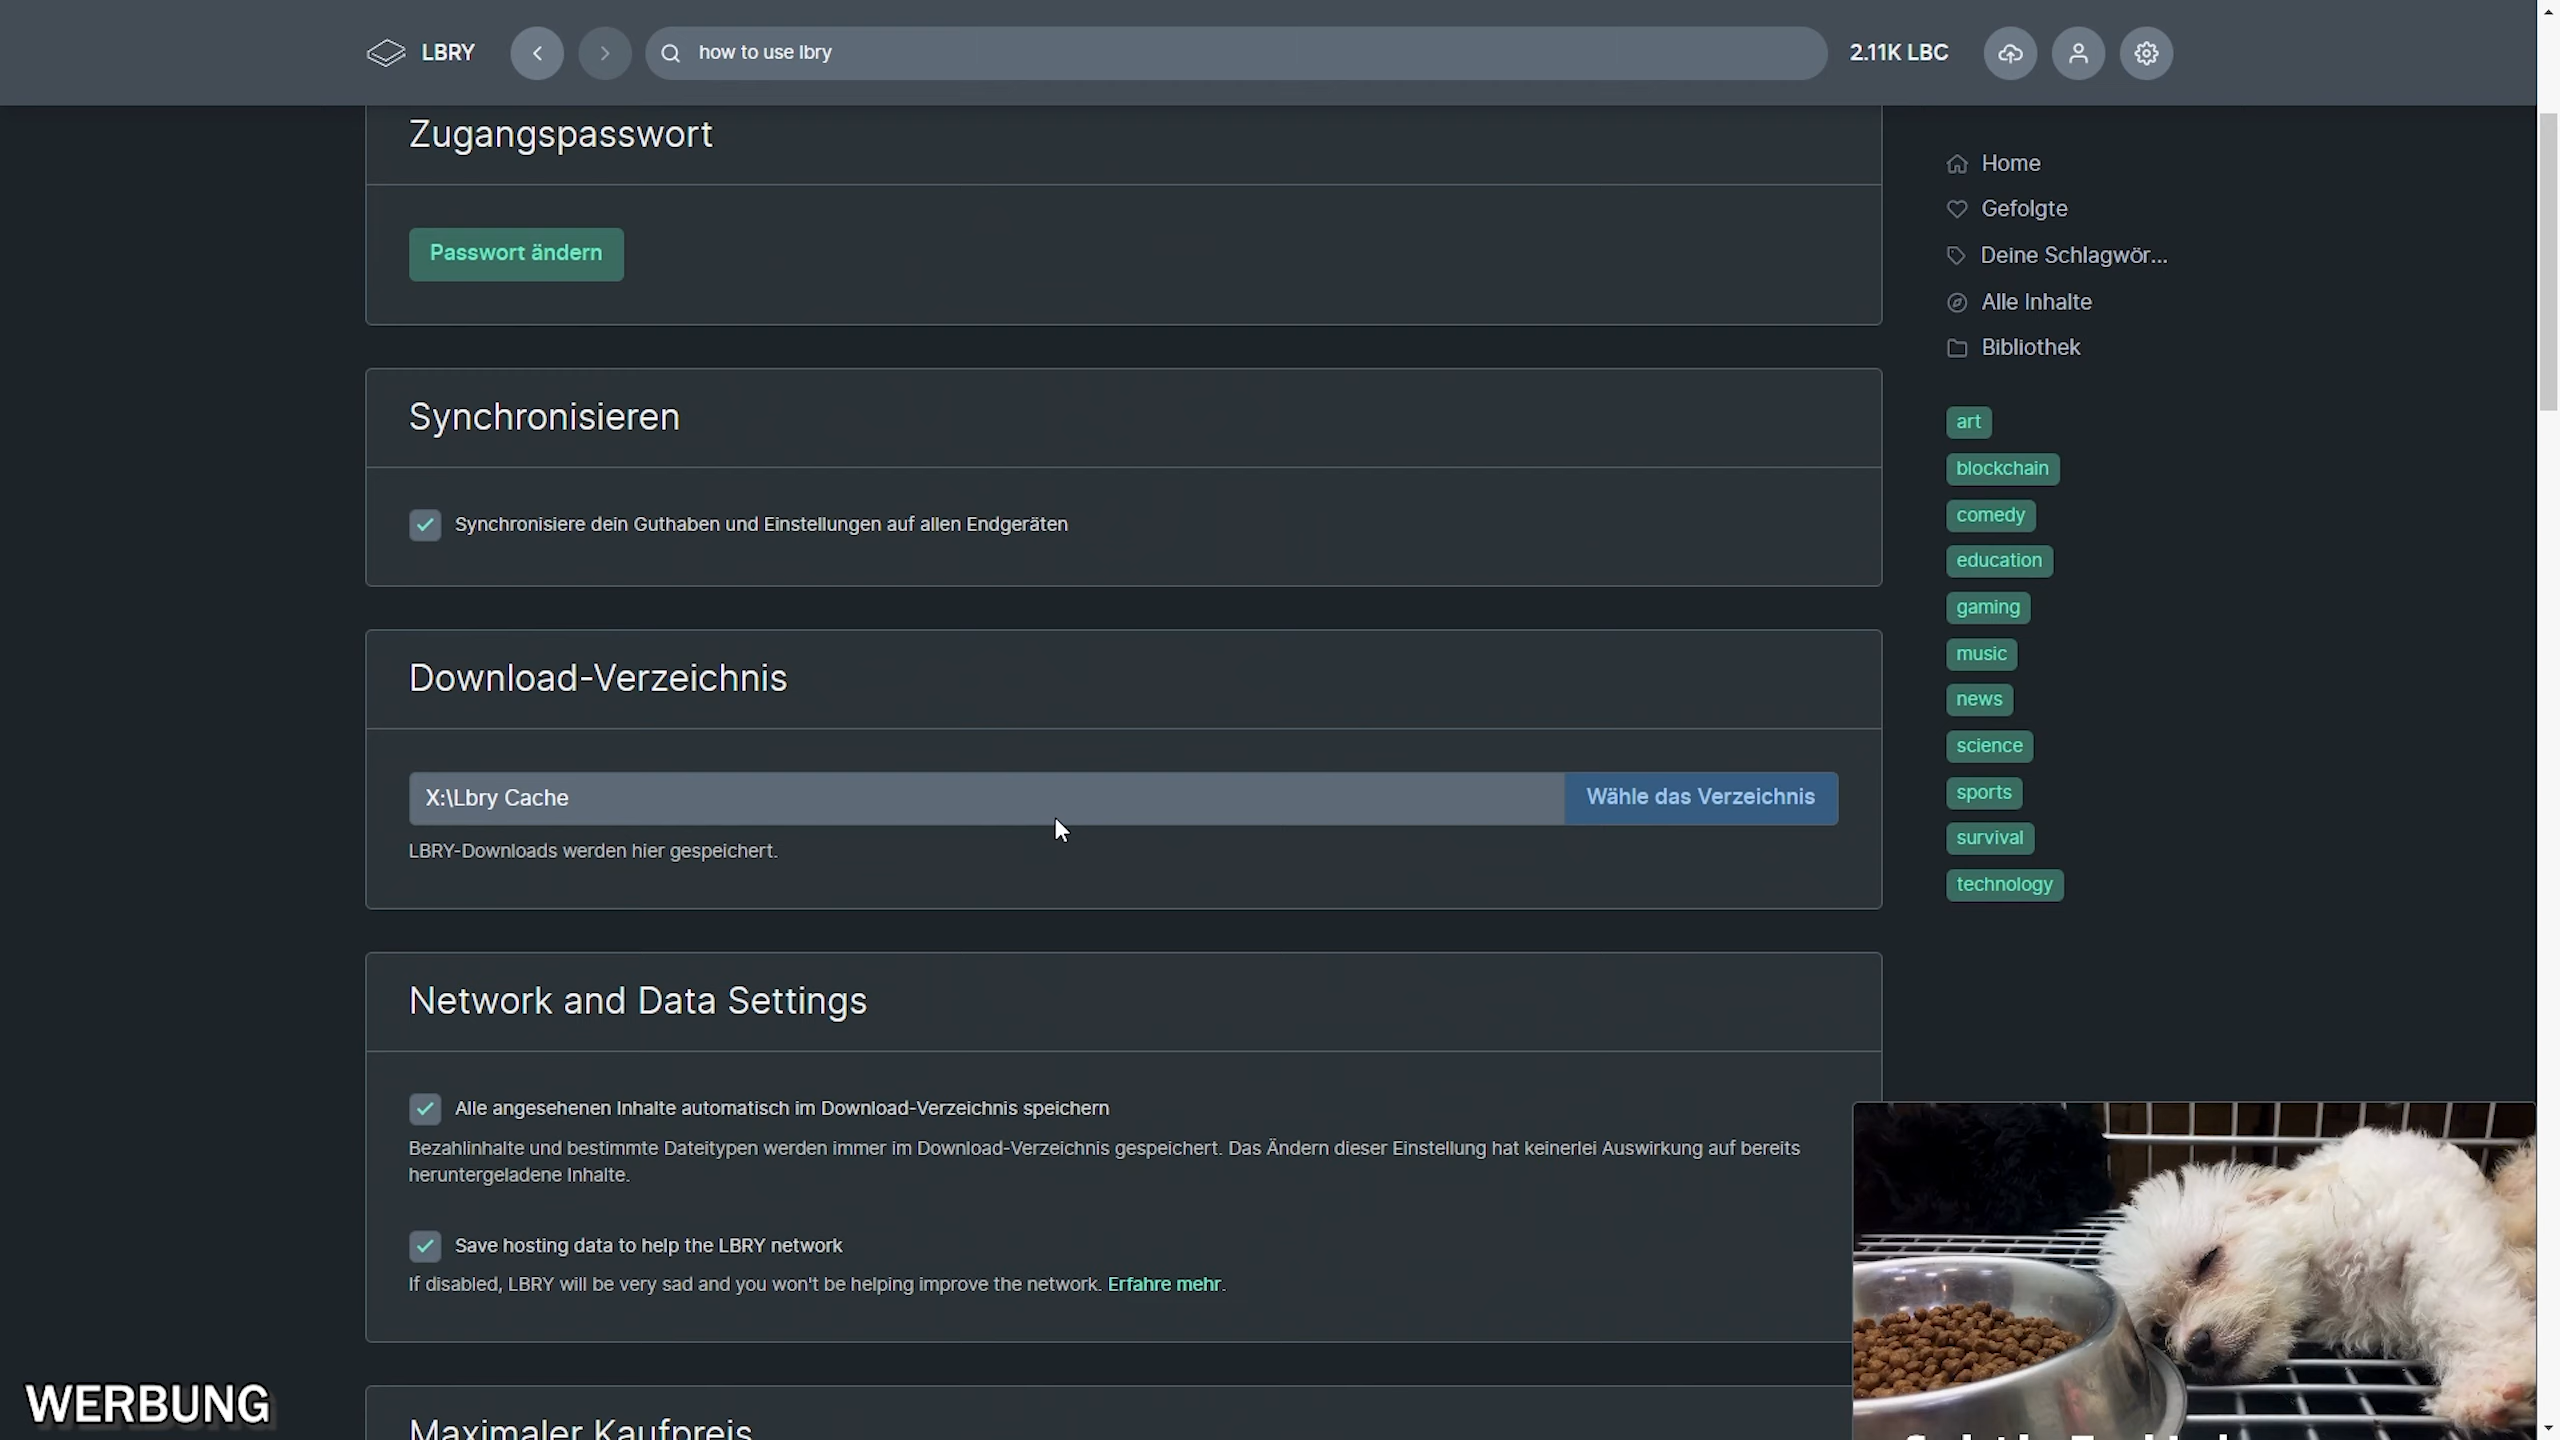 LBRY
how to use lbry
2.11K LBC
Zugangspasswort
Passwort ändern
Synchronisieren
Synchronisiere dein Guthaben und Einstellungen auf allen Endgeräten
Download-Verzeichnis
X:\Lbry Cache
Wähle das Verzeichnis
LBRY-Downloads werden hier gespeichert.
Network and Data Settings
Alle angesehenen Inhalte automatisch im Download-Verzeichnis speichern
Bezahlinhalte und bestimmte Dateitypen werden immer im Download-Verzeichnis gespeichert. Das Ändern dieser Einstellung hat keinerlei Auswirkung auf bereits
heruntergeladene Inhalte.
Save hosting data to help the LBRY network
If disabled, LBRY will be very sad and you won't be helping improve the network. Erfahre mehr.
Maximaler Kaufpreis
Home
Gefolgte
Deine Schlagwör...
Alle Inhalte
Bibliothek
art
blockchain
comedy
education
gaming
music
news
science
sports
survival
technology
WERBUNG